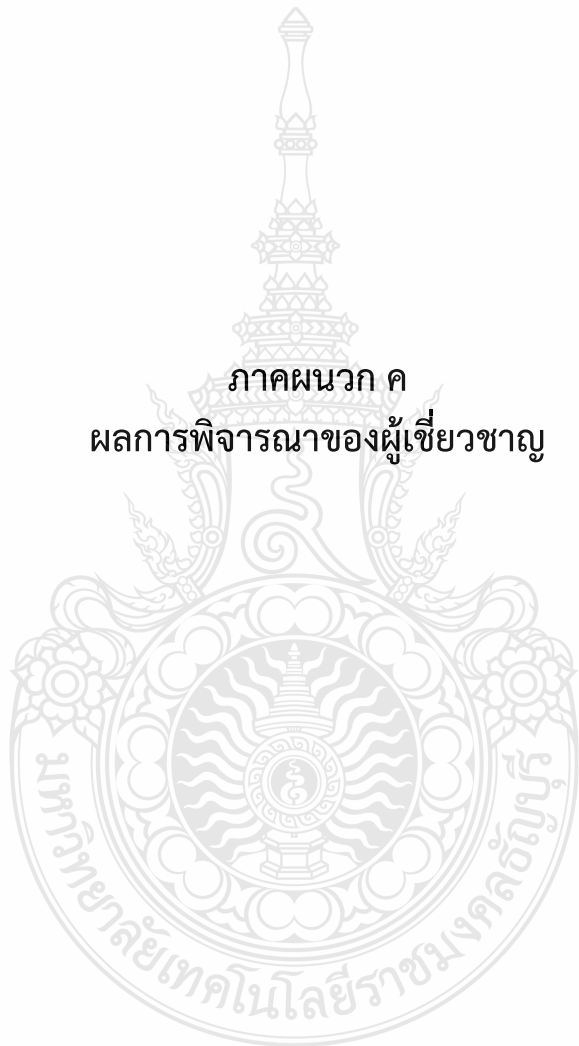 ภาคผนวก ค
ผลการพิจารณาของผู้เชี่ยวชาญ
มหาวิทยาลัยเทคโนโลยีราชมงคลธัญบุรี